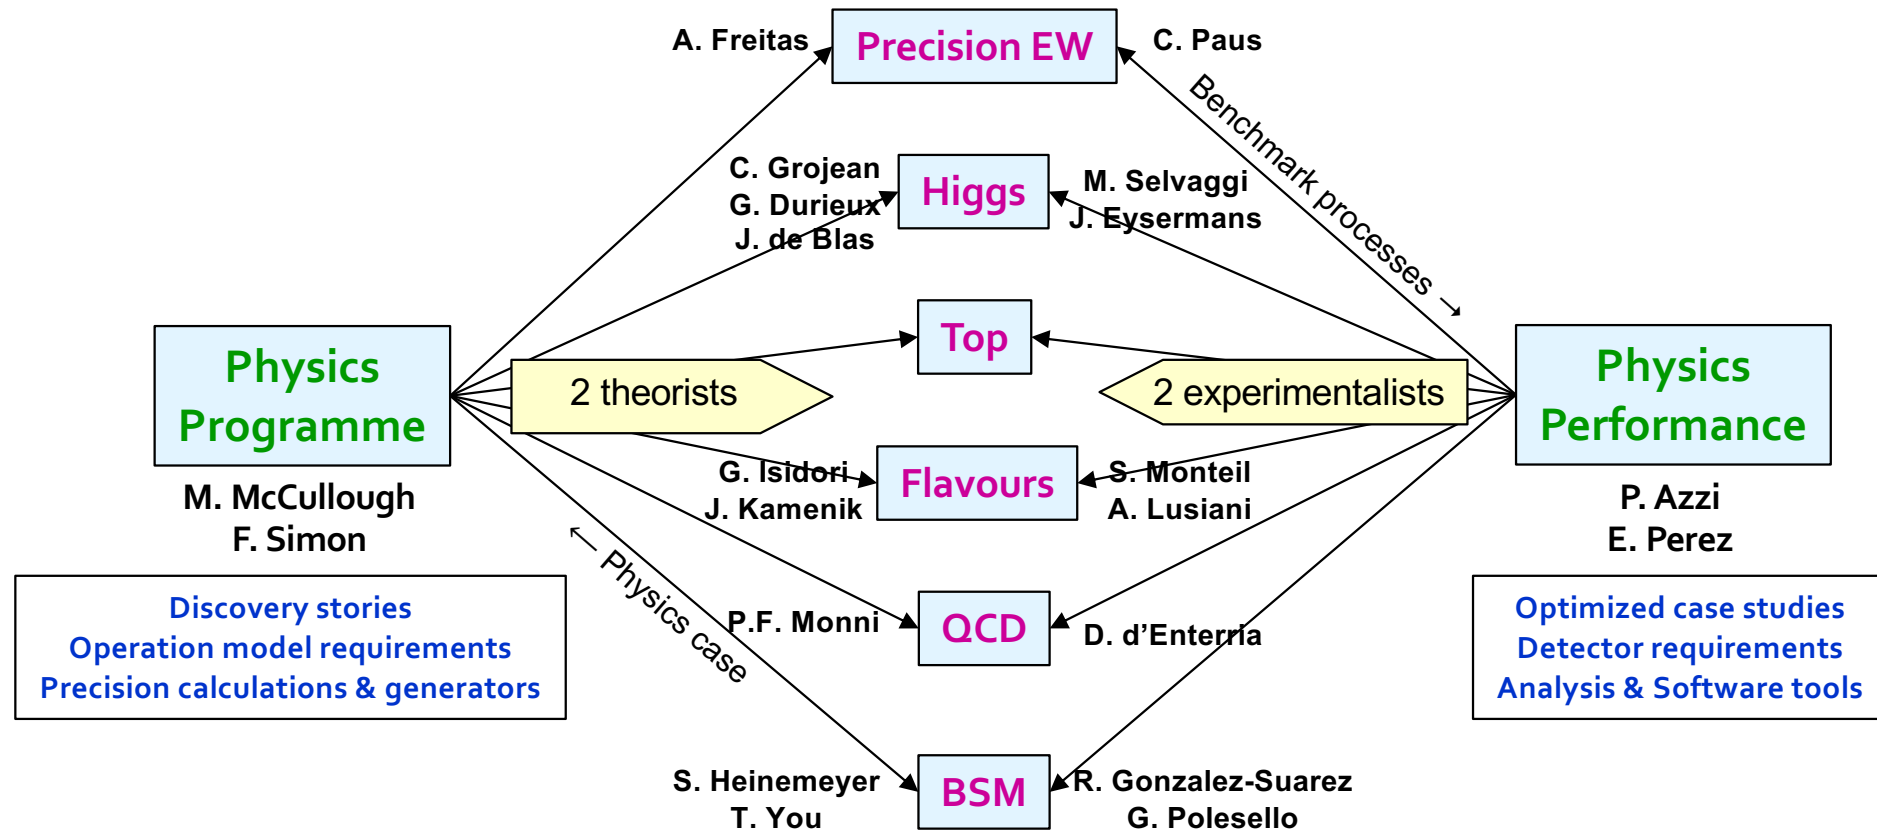 A. Freitas
Precision EW
C. Paus
Benchmark processes →
C. Grojean
G. Durieux
J. de Blas
Higgs
M. Selvaggi
J. Eysermans
Top
2 theorists
2 experimentalists
Physics
Programme
M. McCullough
F. Simon
Physics
Performance
P. Azzi
E. Perez
G. Isidori
J. Kamenik
Flavours
S. Monteil
A. Lusiani
← Physics case
Discovery stories
Operation model requirements
Precision calculations & generators
P.F. Monni
QCD
D. d’Enterria
Optimized case studies
Detector requirements
Analysis & Software tools
S. Heinemeyer
T. You
BSM
R. Gonzalez-Suarez
G. Polesello